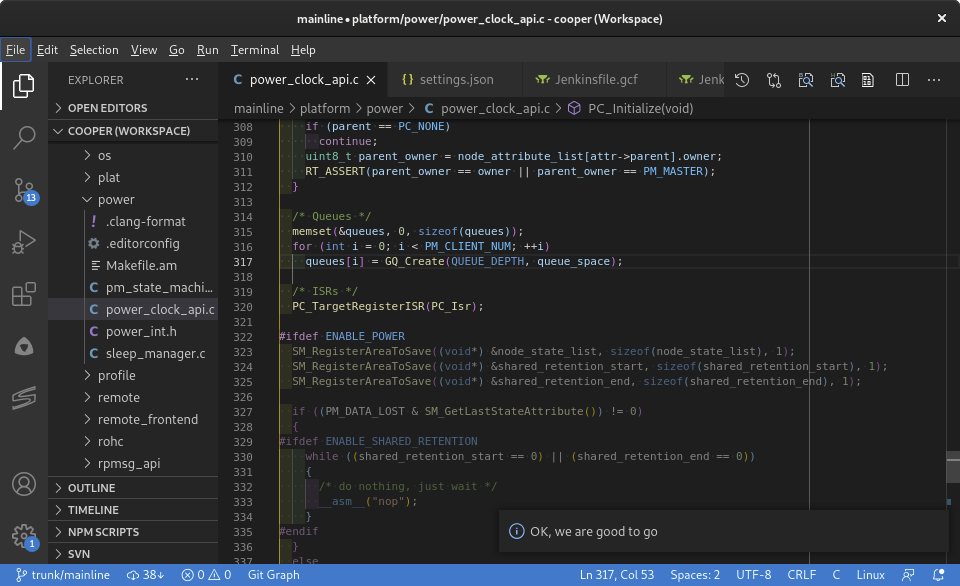 mainline • platform/power/power_clock_api.c - cooper (Workspace)
File Edit Selection View Go Run Terminal Help
EXPLORER
OPEN EDITORS
COOPER (WORKSPACE)
os
plat
power
.clang-format
.editorconfig
Makefile.am
pm_state_machi...
power_clock_api.c
power_int.h
sleep_manager.c
profile
remote
remote_frontend
rohc
rpmsg_api
OUTLINE
TIMELINE
NPM SCRIPTS
SVN
13
1
power_clock_api.c settings.json Jenkinsfile.gcf Jenk
mainline > platform > power > C power_clock_api.c > PC_Initialize(void)
308 if (parent == PC_NONE)
309 continue;
310 uint8_t parent_owner = node_attribute_list[attr->parent].owner;
311 RT_ASSERT(parent_owner == owner || parent_owner == PM_MASTER);
312 }
313
314 /* Queues */
315 memset(&queues, 0, sizeof(queues));
316 for (int i = 0; i < PM_CLIENT_NUM; ++i)
317 queues[i] = GQ_Create(QUEUE_DEPTH, queue_space);
318
319 /* ISRs */
320 PC_TargetRegisterISR(PC_Isr);
321
322 #ifdef ENABLE_POWER
323 SM_RegisterAreaToSave((void*) &node_state_list, sizeof(node_state_list), 1);
324 SM_RegisterAreaToSave((void*) &shared_retention_start, sizeof(shared_retention_start), 1);
325 SM_RegisterAreaToSave((void*) &shared_retention_end, sizeof(shared_retention_end), 1);
326
327 if ((PM_DATA_LOST & SM_GetLastStateAttribute()) != 0)
328 {
329 #ifdef ENABLE_SHARED_RETENTION
330 while ((shared_retention_start == 0) || (shared_retention_end == 0))
331 {
332 /* do nothing, just wait */
333 __asm__("nop");
334 }
335 #endif
336 }
337 else
OK, we are good to go
trunk/mainline 38↓ 0 0 Git Graph Ln 317, Col 53 Spaces: 2 UTF-8 CRLF C Linux